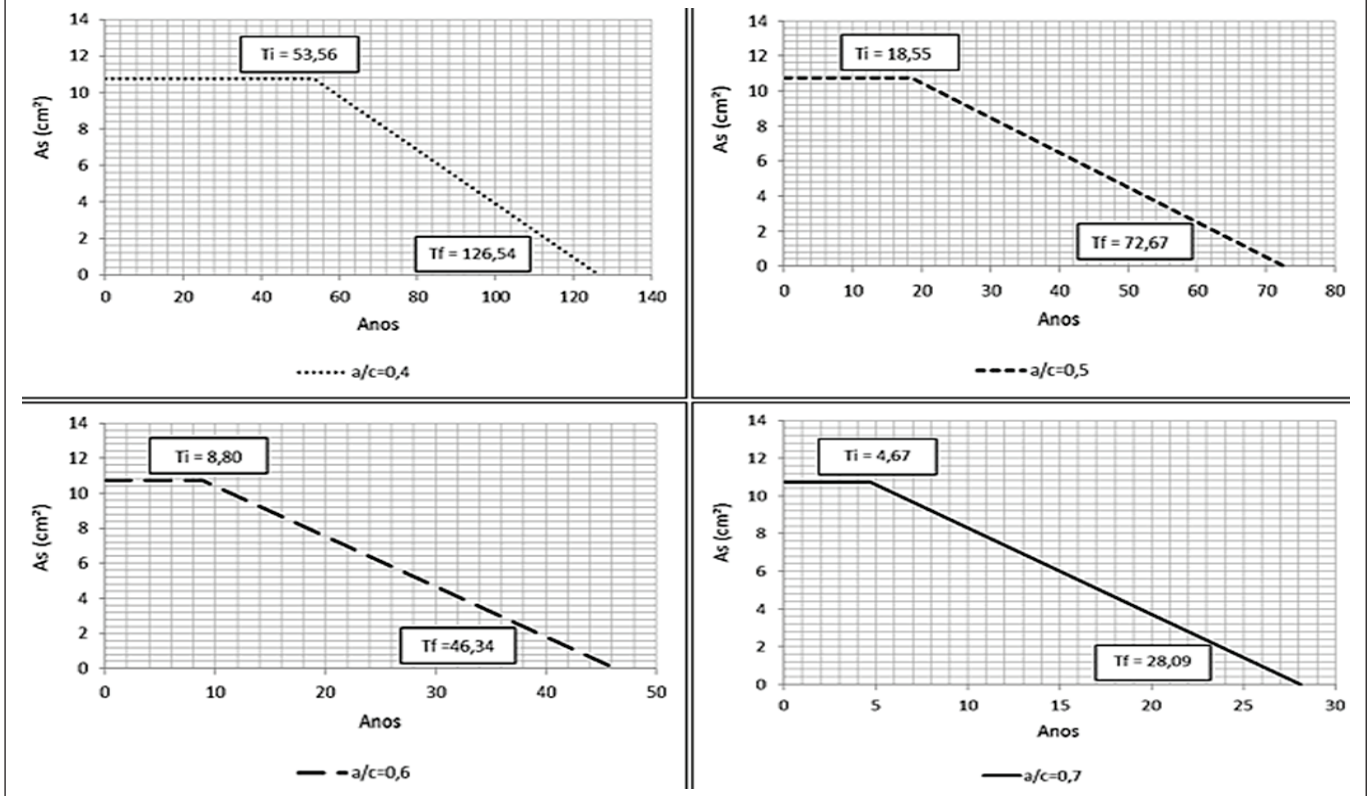 14
12
10
8
6
4
2
0
As (cm²)
Ti = 53,56
Tf = 126,54
0 20 40 60 80 100 120 140
Anos
a/c=0,4
14
12
10
8
6
4
2
0
As (cm²)
Ti = 18,55
Tf = 72,67
0 10 20 30 40 50 60 70 80
Anos
a/c=0,5
14
12
10
8
6
4
2
0
As (cm²)
Ti = 8,80
Tf =46,34
0 10 20 30 40 50
Anos
a/c=0,6
14
12
10
8
6
4
2
0
As (cm²)
Ti = 4,67
Tf = 28,09
0 5 10 15 20 25 30
Anos
a/c=0,7